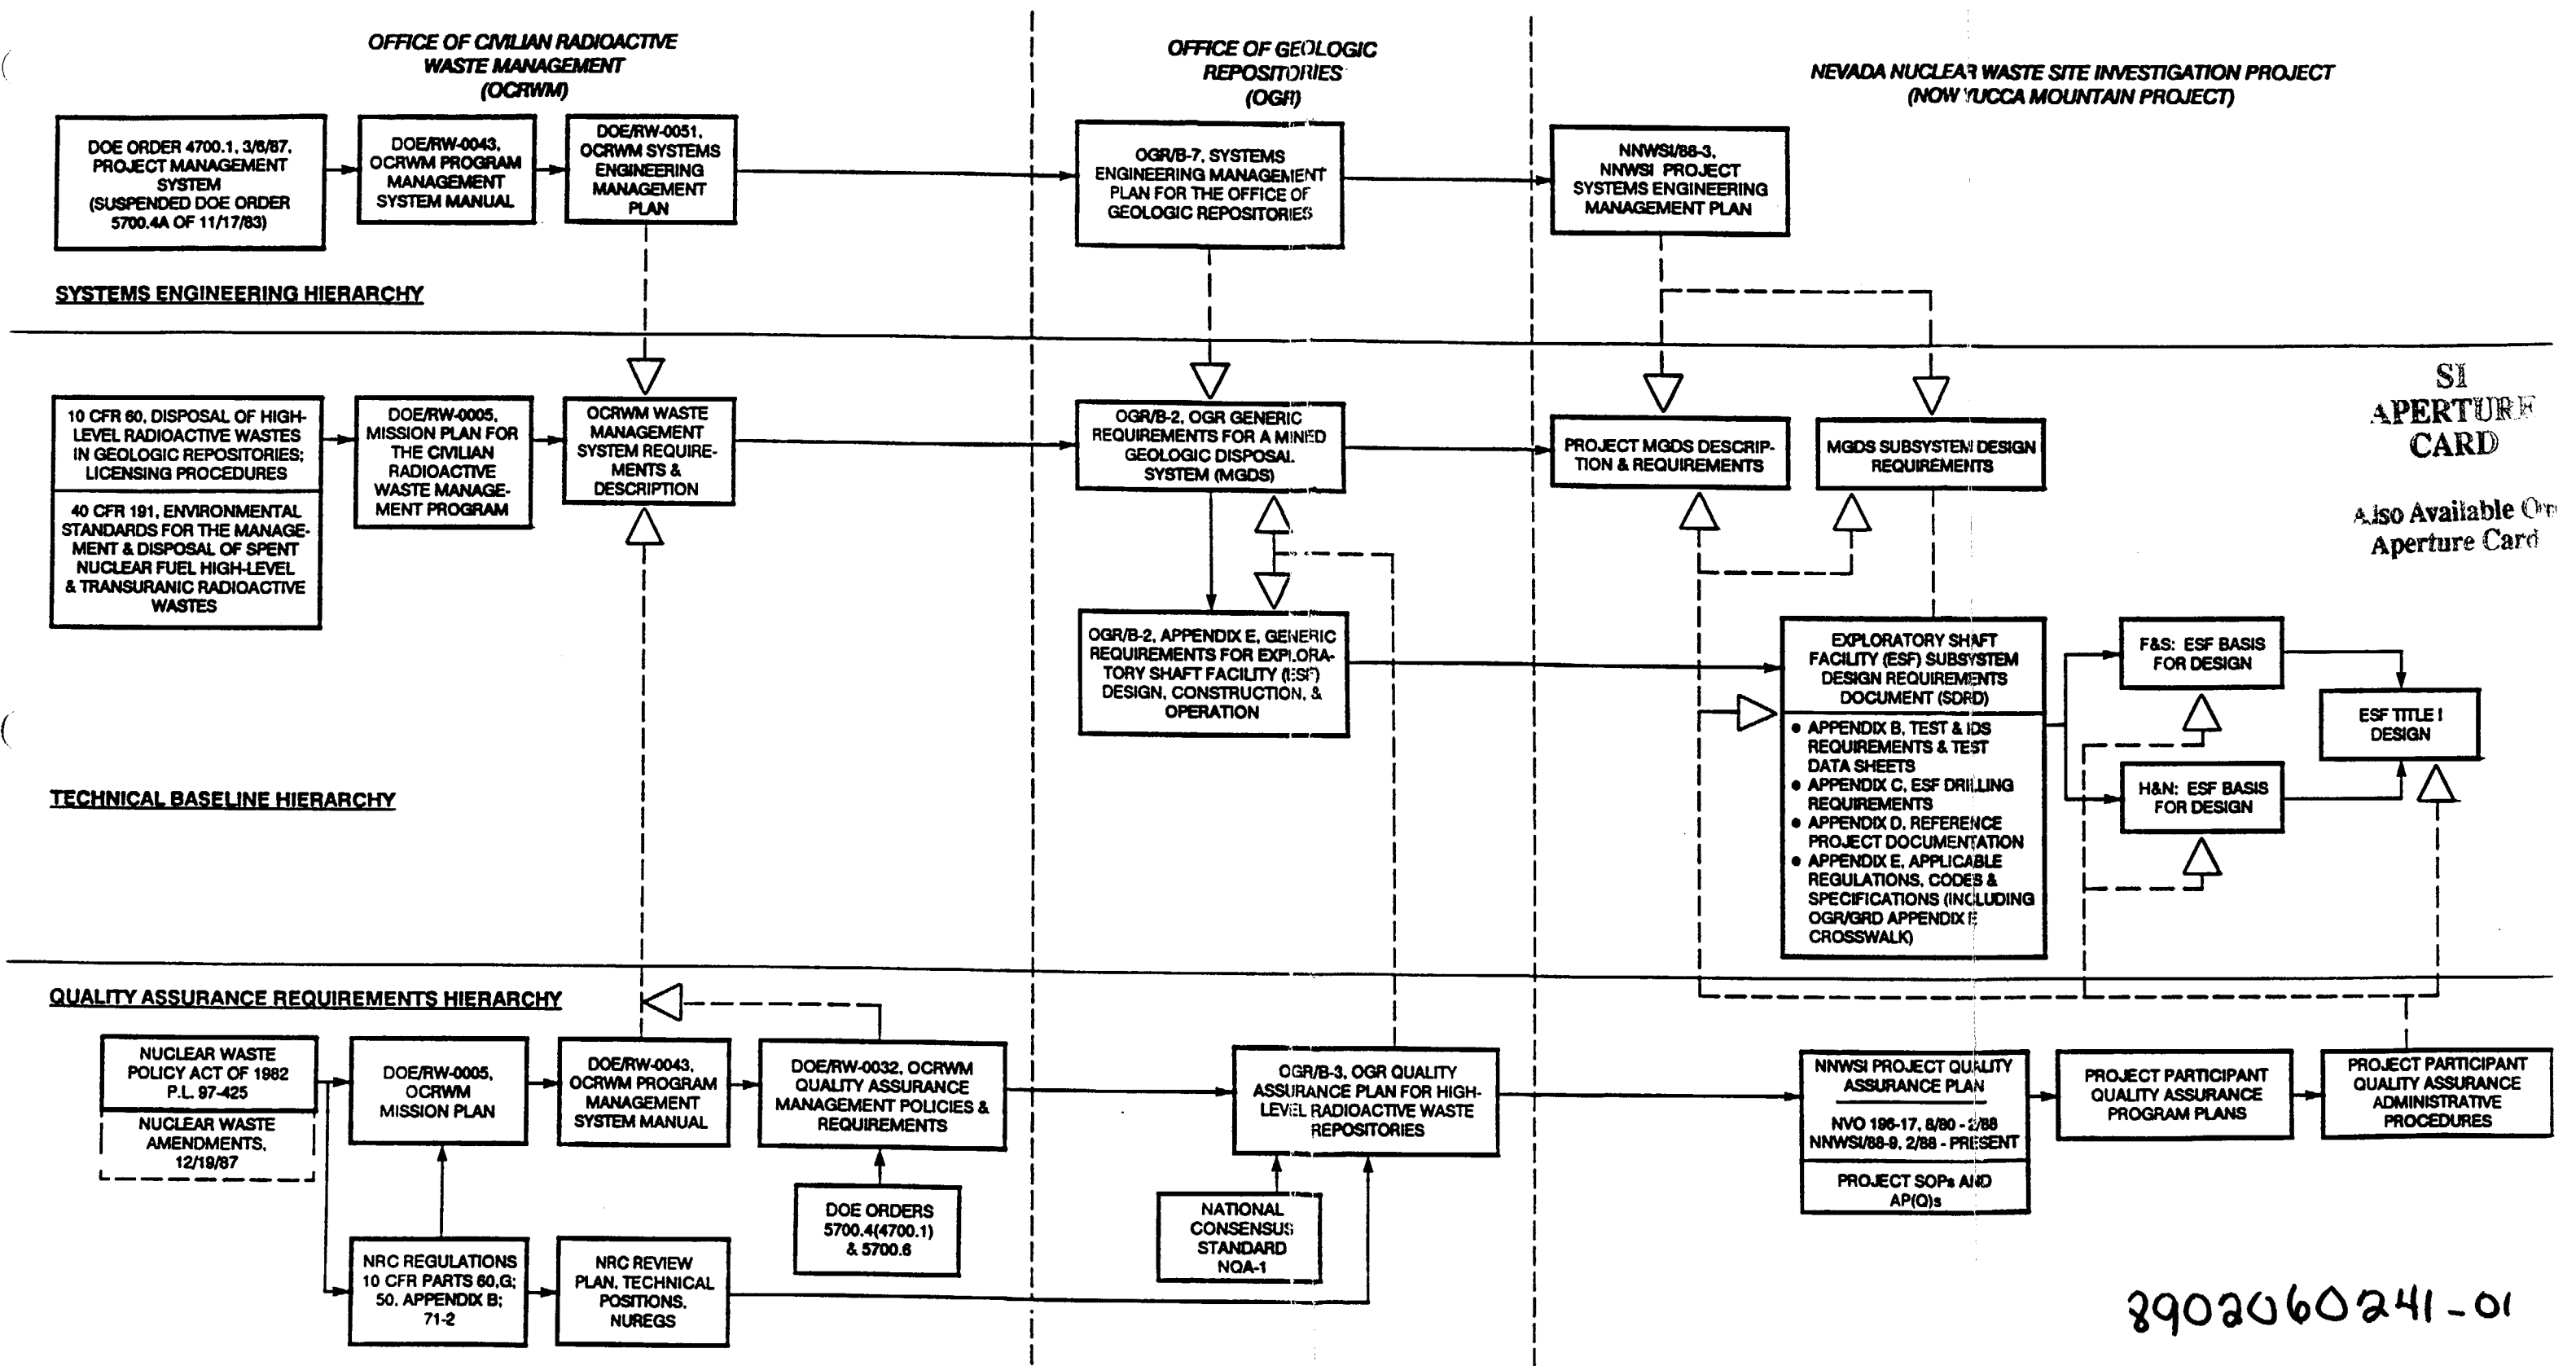 OFFICE OF CIVILIAN RADIOACTIVE
WASTE MANAGEMENT
(OCRWM)
OFFICE OF GEOLOGIC
REPOSITORIES
(OGR)
NEVADA NUCLEAR WASTE SITE INVESTIGATION PROJECT
(NOW YUCCA MOUNTAIN PROJECT)
DOE ORDER 4700.1, 3/6/87,
PROJECT MANAGEMENT
SYSTEM
(SUSPENDED DOE ORDER
5700.4A OF 11/17/83)
DOE/RW-0043,
OCRWM PROGRAM
MANAGEMENT
SYSTEM MANUAL
DOE/RW-0051,
OCRWM SYSTEMS
ENGINEERING
MANAGEMENT
PLAN
OGR/B-7, SYSTEMS
ENGINEERING MANAGEMENT
PLAN FOR THE OFFICE OF
GEOLOGIC REPOSITORIES
NNWSI/88-3,
NNWSI PROJECT
SYSTEMS ENGINEERING
MANAGEMENT PLAN
SYSTEMS ENGINEERING HIERARCHY
10 CFR 60, DISPOSAL OF HIGH-
LEVEL RADIOACTIVE WASTES
IN GEOLOGIC REPOSITORIES;
LICENSING PROCEDURES
40 CFR 191, ENVIRONMENTAL
STANDARDS FOR THE MANAGE-
MENT & DISPOSAL OF SPENT
NUCLEAR FUEL HIGH-LEVEL
& TRANSURANIC RADIOACTIVE
WASTES
DOE/RW-0005,
MISSION PLAN FOR
THE CIVILIAN
RADIOACTIVE
WASTE MANAGE-
MENT PROGRAM
OCRWM WASTE
MANAGEMENT
SYSTEM REQUIRE-
MENTS &
DESCRIPTION
OGR/B-2, OGR GENERIC
REQUIREMENTS FOR A MINED
GEOLOGIC DISPOSAL
SYSTEM (MGDS)
PROJECT MGDS DESCRIP-
TION & REQUIREMENTS
MGDS SUBSYSTEM DESIGN
REQUIREMENTS
SI
APERTURE
CARD
Also Available On
Aperture Card
OGR/B-2, APPENDIX E, GENERIC
REQUIREMENTS FOR EXPLORA-
TORY SHAFT FACILITY (ESF)
DESIGN, CONSTRUCTION, &
OPERATION
EXPLORATORY SHAFT
FACILITY (ESF) SUBSYSTEM
DESIGN REQUIREMENTS
DOCUMENT (SDRD)
● APPENDIX B, TEST & IDS
REQUIREMENTS & TEST
DATA SHEETS
● APPENDIX C, ESF DRILLING
REQUIREMENTS
● APPENDIX D, REFERENCE
PROJECT DOCUMENTATION
● APPENDIX E, APPLICABLE
REGULATIONS, CODES &
SPECIFICATIONS (INCLUDING
OGR/GRD APPENDIX E
CROSSWALK)
F&S: ESF BASIS
FOR DESIGN
H&N: ESF BASIS
FOR DESIGN
ESF TITLE I
DESIGN
TECHNICAL BASELINE HIERARCHY
QUALITY ASSURANCE REQUIREMENTS HIERARCHY
NUCLEAR WASTE
POLICY ACT OF 1982
P.L. 97-425
NUCLEAR WASTE
AMENDMENTS,
12/19/87
DOE/RW-0005,
OCRWM
MISSION PLAN
DOE/RW-0043,
OCRWM PROGRAM
MANAGEMENT
SYSTEM MANUAL
DOE/RW-0032, OCRWM
QUALITY ASSURANCE
MANAGEMENT POLICIES &
REQUIREMENTS
OGR/B-3, OGR QUALITY
ASSURANCE PLAN FOR HIGH-
LEVEL RADIOACTIVE WASTE
REPOSITORIES
NNWSI PROJECT QUALITY
ASSURANCE PLAN
NVO 196-17, 8/80 - 2/88
NNWSI/88-9, 2/88 - PRESENT
PROJECT SOPs AND
AP(Q)s
PROJECT PARTICIPANT
QUALITY ASSURANCE
PROGRAM PLANS
PROJECT PARTICIPANT
QUALITY ASSURANCE
ADMINISTRATIVE
PROCEDURES
DOE ORDERS
5700.4(4700.1)
& 5700.6
NATIONAL
CONSENSUS
STANDARD
NQA-1
NRC REGULATIONS
10 CFR PARTS 60,G;
50, APPENDIX B;
71-2
NRC REVIEW
PLAN, TECHNICAL
POSITIONS,
NUREGS
8902060241-01